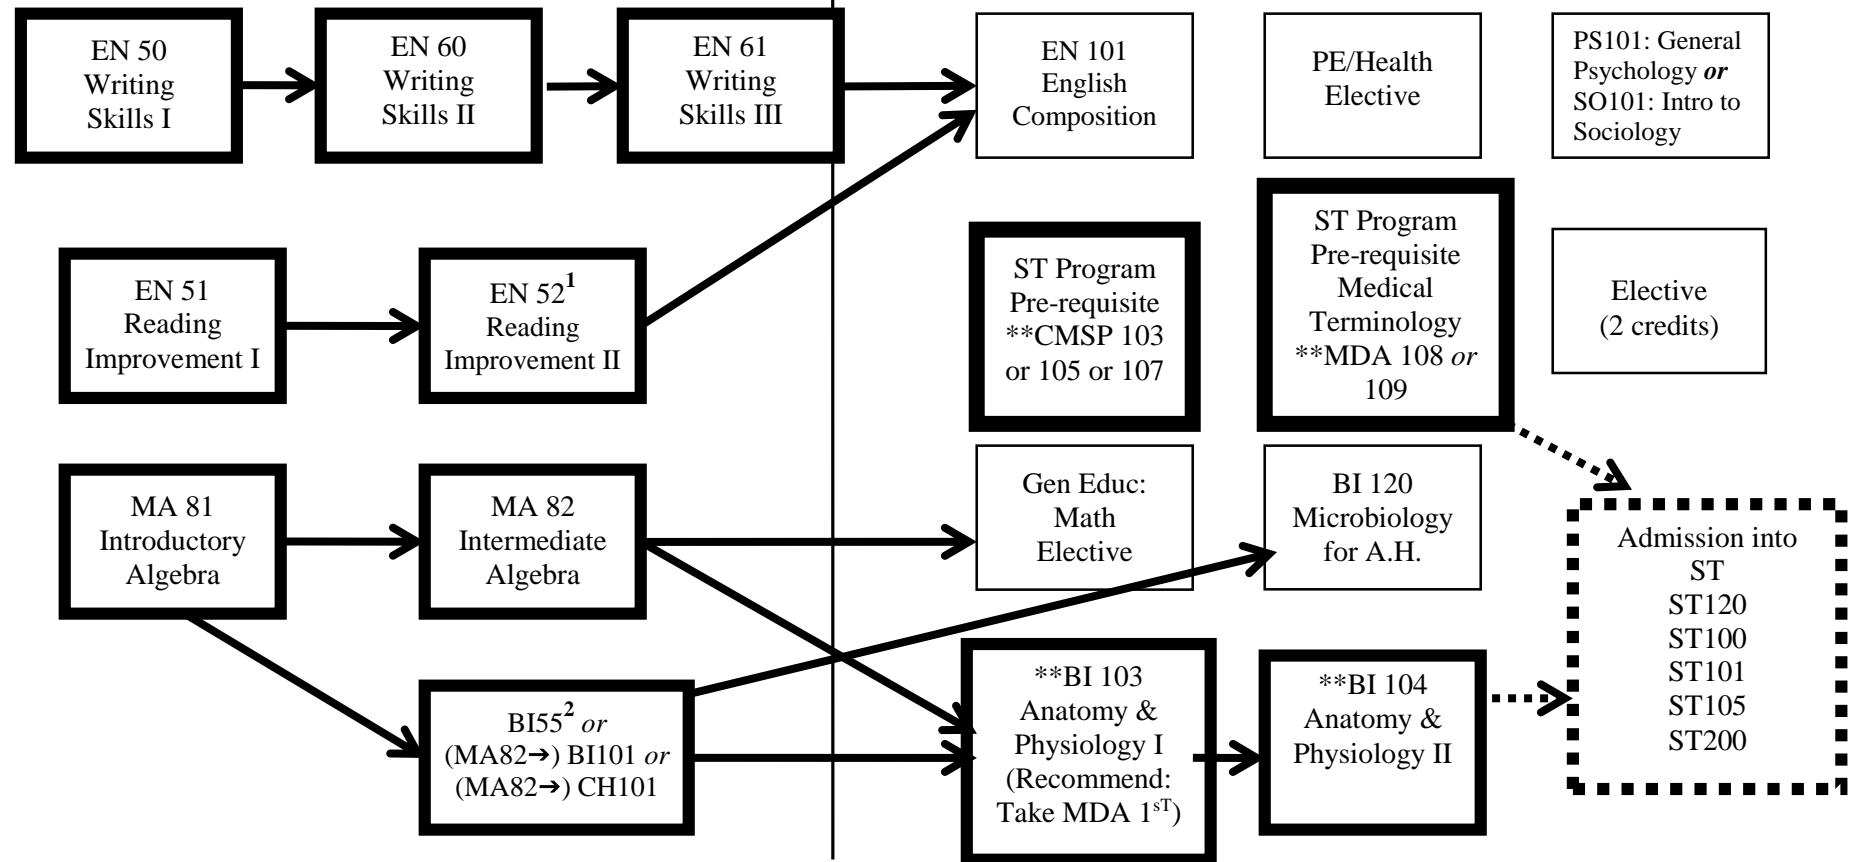 EN 50
Writing
Skills I
EN 60
Writing
Skills II
EN 61
Writing
Skills III
EN 101
English
Composition
PE/Health
Elective
PS101: General
Psychology or
SO101: Intro to
Sociology
EN 51
Reading
Improvement I
EN 52¹
Reading
Improvement II
ST Program
Pre-requisite
**CMSP 103
or 105 or 107
ST Program
Pre-requisite
Medical
Terminology
**MDA 108 or
109
Elective
(2 credits)
MA 81
Introductory
Algebra
MA 82
Intermediate
Algebra
Gen Educ:
Math
Elective
BI 120
Microbiology
for A.H.
Admission into
ST
ST120
ST100
ST101
ST105
ST200
BI55² or
(MA82➔) BI101 or
(MA82➔) CH101
**BI 103
Anatomy &
Physiology I
(Recommend:
Take MDA 1sT)
**BI 104
Anatomy &
Physiology II